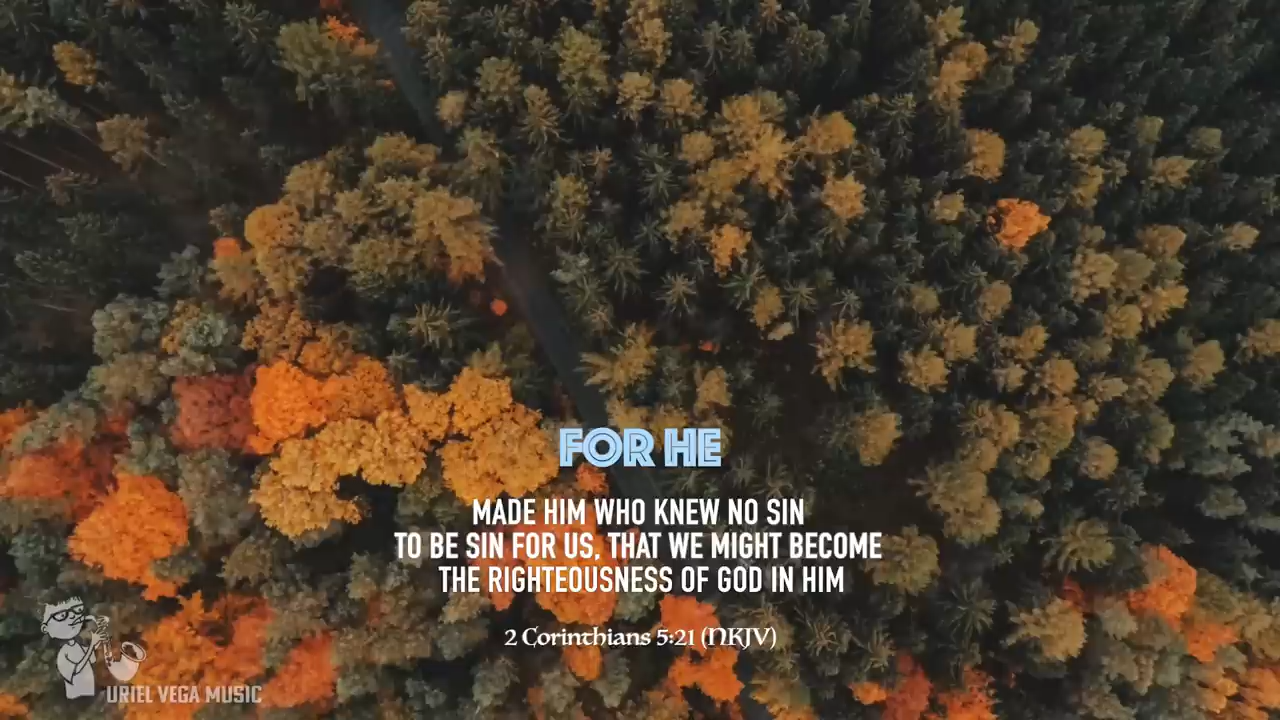 FOR HE
MADE HIM WHO KNEW NO SIN
TO BE SIN FOR US, THAT WE MIGHT BECOME
THE RIGHTEOUSNESS OF GOD IN HIM
2 Corinthians 5:21 (NKJV)
URIEL VEGA MUSIC